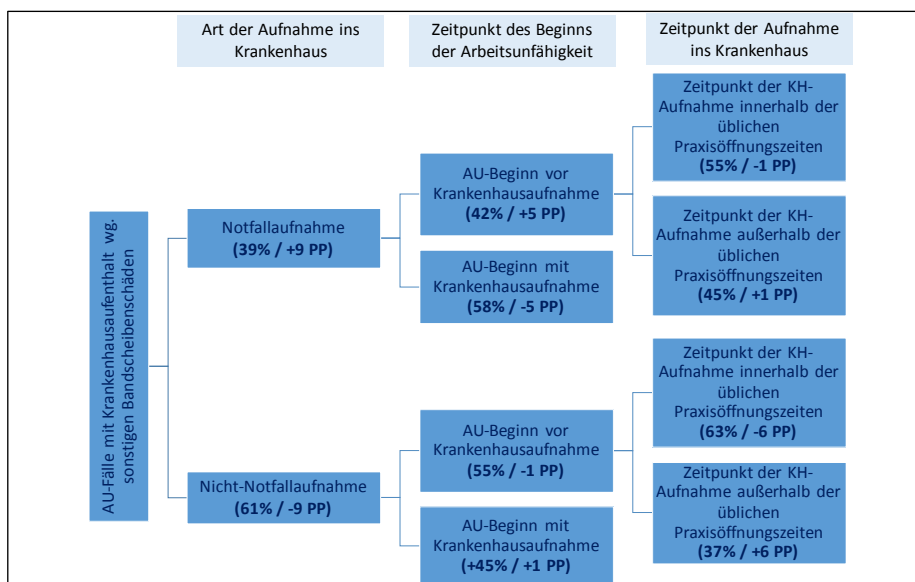 Art der Aufnahme ins
Krankenhaus
Zeitpunkt des Beginns
der Arbeitsunfähigkeit
Zeitpunkt der Aufnahme
ins Krankenhaus
AU-Fälle mit Krankenhausaufenthalt wg.
sonstigen Bandscheibenschäden
Notfallaufnahme
(39% / +9 PP)
AU-Beginn vor
Krankenhausaufnahme
(42% / +5 PP)
Zeitpunkt der KH-
Aufnahme innerhalb der
üblichen
Praxisöffnungszeiten
(55% / -1 PP)
Zeitpunkt der KH-
Aufnahme außerhalb der
üblichen
Praxisöffnungszeiten
(45% / +1 PP)
AU-Beginn mit
Krankenhausaufnahme
(58% / -5 PP)
Nicht-Notfallaufnahme
(61% / -9 PP)
AU-Beginn vor
Krankenhausaufnahme
(55% / -1 PP)
Zeitpunkt der KH-
Aufnahme innerhalb der
üblichen
Praxisöffnungszeiten
(63% / -6 PP)
Zeitpunkt der KH-
Aufnahme außerhalb der
üblichen
Praxisöffnungszeiten
(37% / +6 PP)
AU-Beginn mit
Krankenhausaufnahme
(+45% / +1 PP)